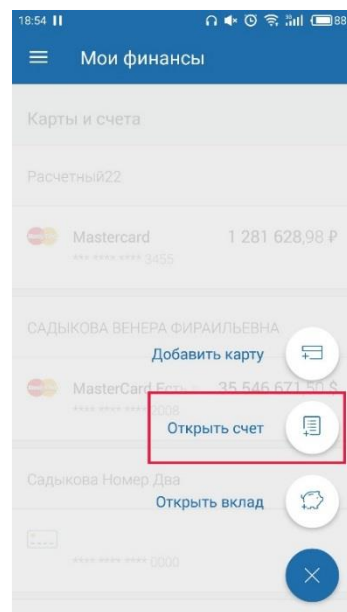 18:54
88
Мои финансы
Карты и счета
Расчетный22
Mastercard 1 281 628,98 ₽
*** **** **** 3455
САДЫКОВА ВЕНЕРА ФИРАИЛЬЕВНА
Добавить карту
MasterCard Есть - 35 546 671,50 $
**** **** **** 2008
Открыть счет
Садыкова Номер Два
Открыть вклад
**** **** **** 0000